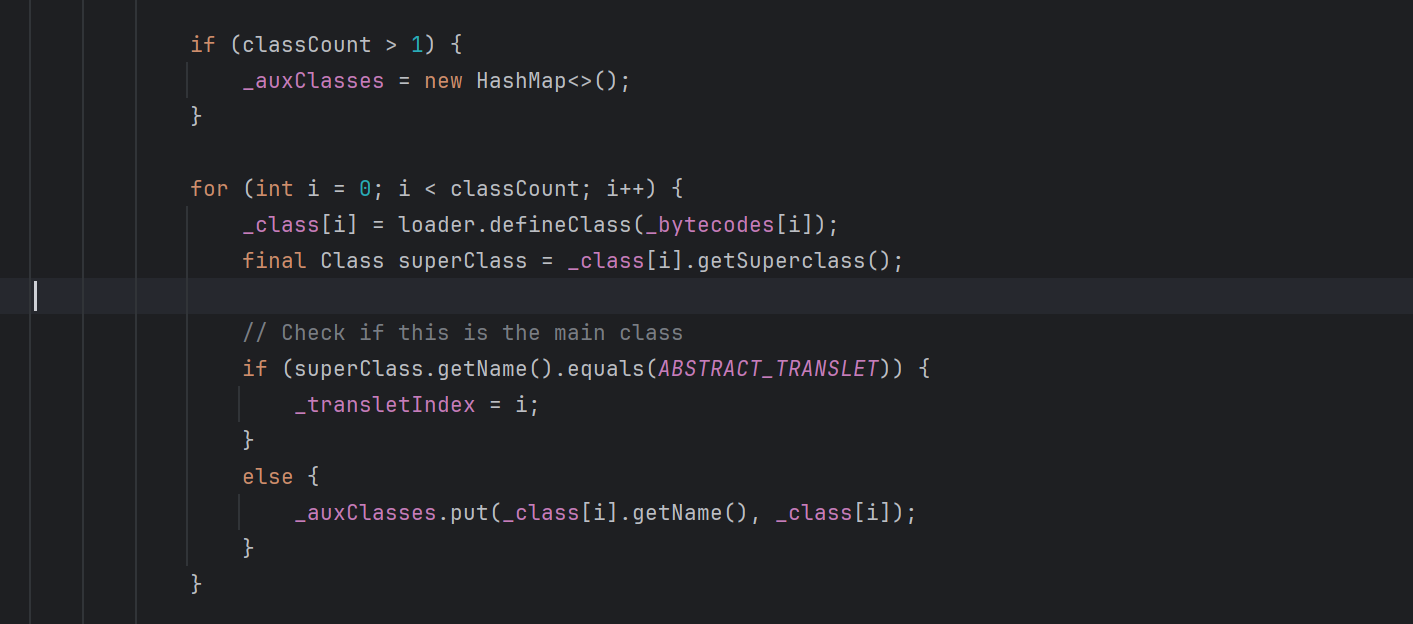 if (classCount > 1) {
_auxClasses = new HashMap<>();
}
for (int i = 0; i < classCount; i++) {
_class[i] = loader.defineClass(_bytecodes[i]);
final Class superClass = _class[i].getSuperclass();
// Check if this is the main class
if (superClass.getName().equals(ABSTRACT_TRANSLET)) {
_transletIndex = i;
}
else {
_auxClasses.put(_class[i].getName(), _class[i]);
}
}